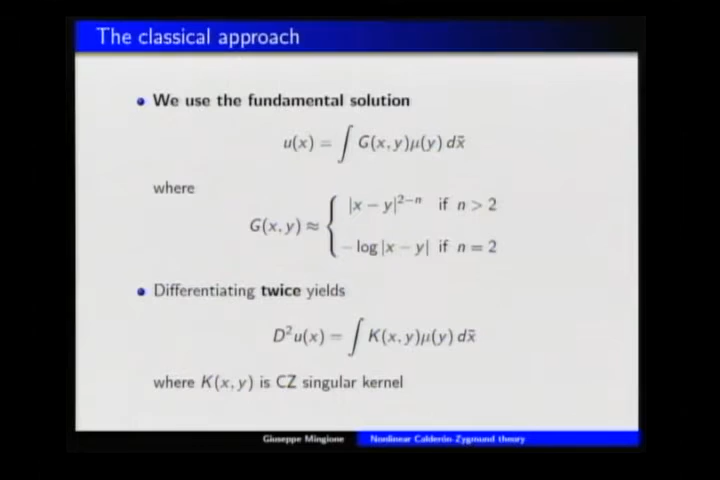 The classical approach
• We use the fundamental solution
u(x) = ∫ G(x, y)μ(y) dx̃
where
G(x, y) ≈ { |x − y|²⁻ⁿ if n > 2
− log |x − y| if n = 2
• Differentiating twice yields
D²u(x) = ∫ K(x, y)μ(y) dx̃
where K(x, y) is CZ singular kernel
Giuseppe Mingione Nonlinear Calderón-Zygmund theory